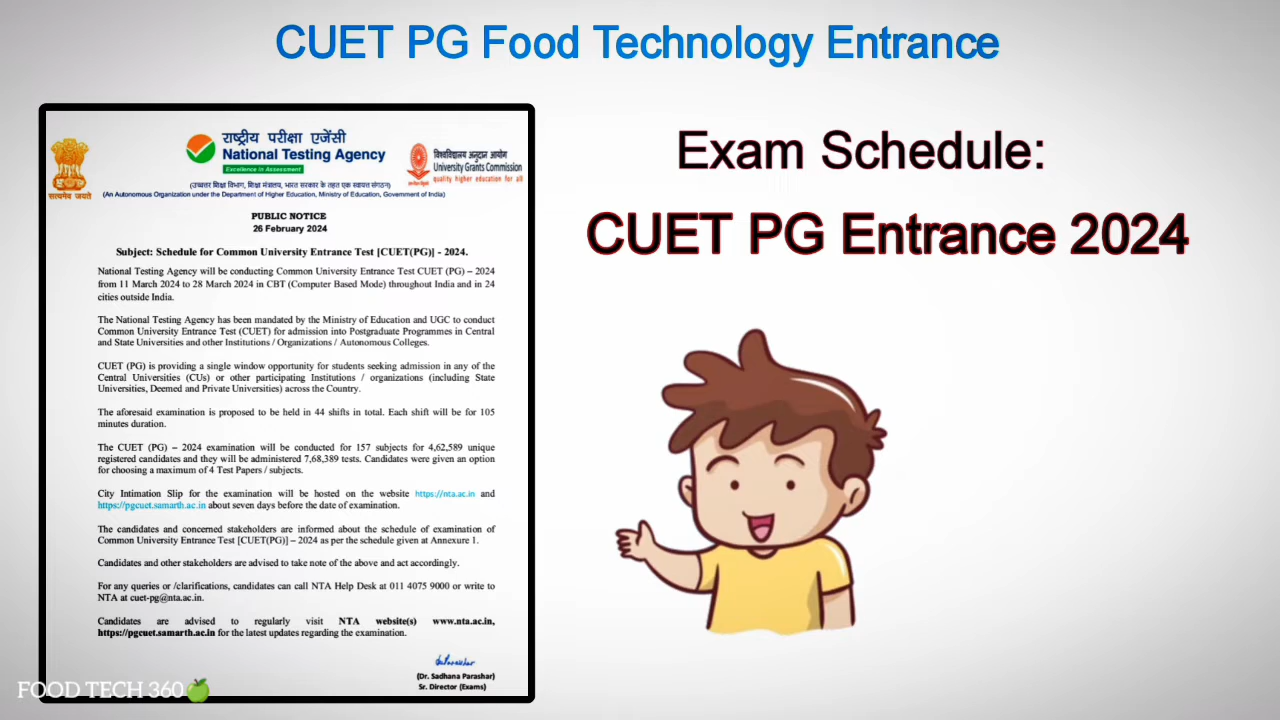 CUET PG Food Technology Entrance
राष्ट्रीय परीक्षा एजेंसी
National Testing Agency
Excellence in Assessment
विश्वविद्यालय अनुदान आयोग
University Grants Commission
quality higher education for all
सत्यमेव जयते
(उच्चतर शिक्षा विभाग, शिक्षा मंत्रालय, भारत सरकार के तहत एक स्वायत्त संगठन)
(An Autonomous Organization under the Department of Higher Education, Ministry of Education, Government of India)
PUBLIC NOTICE
26 February 2024
Subject: Schedule for Common University Entrance Test [CUET(PG)] - 2024.
National Testing Agency will be conducting Common University Entrance Test CUET (PG) – 2024
from 11 March 2024 to 28 March 2024 in CBT (Computer Based Mode) throughout India and in 24
cities outside India.
The National Testing Agency has been mandated by the Ministry of Education and UGC to conduct
Common University Entrance Test (CUET) for admission into Postgraduate Programmes in Central
and State Universities and other Institutions / Organizations / Autonomous Colleges.
CUET (PG) is providing a single window opportunity for students seeking admission in any of the
Central Universities (CUs) or other participating Institutions / organizations (including State
Universities, Deemed and Private Universities) across the Country.
The aforesaid examination is proposed to be held in 44 shifts in total. Each shift will be for 105
minutes duration.
The CUET (PG) – 2024 examination will be conducted for 157 subjects for 4,62,589 unique
registered candidates and they will be administered 7,68,389 tests. Candidates were given an option
for choosing a maximum of 4 Test Papers / subjects.
City Intimation Slip for the examination will be hosted on the website https://nta.ac.in and
https://pgcuet.samarth.ac.in about seven days before the date of examination.
The candidates and concerned stakeholders are informed about the schedule of examination of
Common University Entrance Test [CUET(PG)] – 2024 as per the schedule given at Annexure 1.
Candidates and other stakeholders are advised to take note of the above and act accordingly.
For any queries or /clarifications, candidates can call NTA Help Desk at 011 4075 9000 or write to
NTA at cuet-pg@nta.ac.in.
Candidates are advised to regularly visit NTA website(s) www.nta.ac.in,
https://pgcuet.samarth.ac.in for the latest updates regarding the examination.
(Dr. Sadhana Parashar)
Sr. Director (Exams)
FOOD TECH 360
Exam Schedule:
CUET PG Entrance 2024